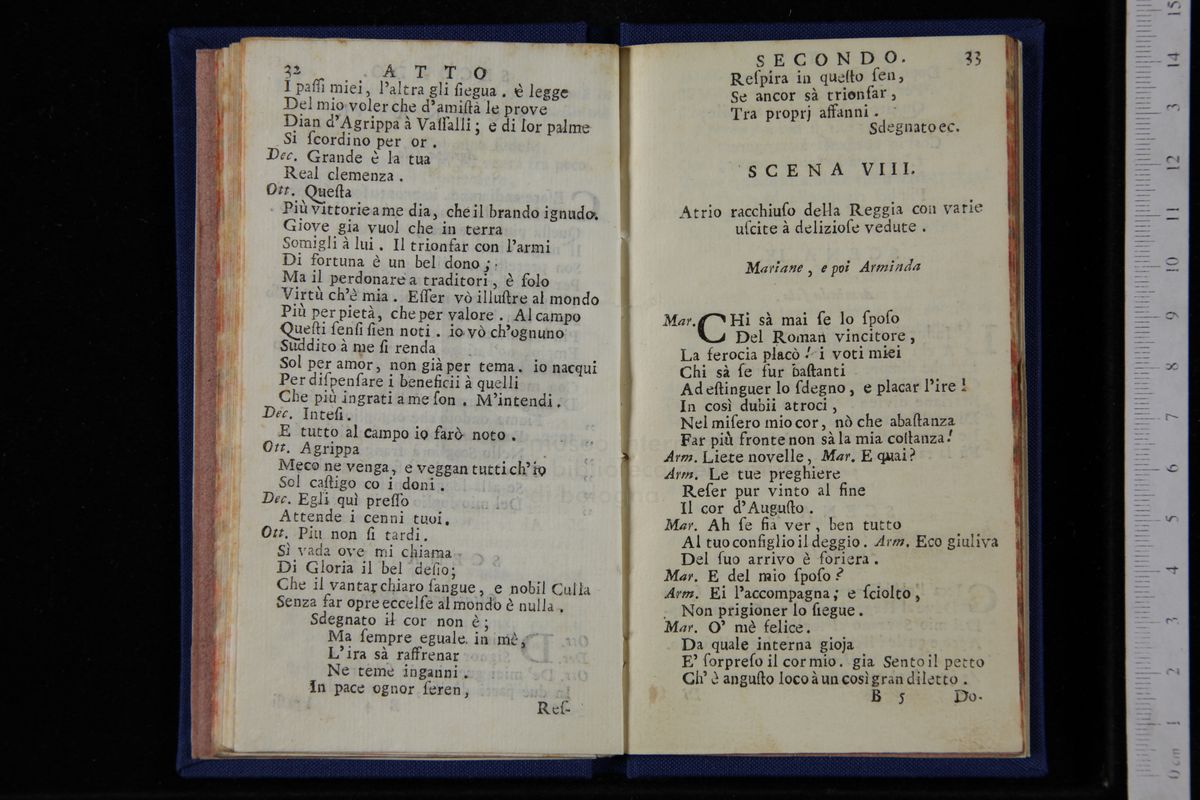 32 ATTO
I paſſi miei, l'altra gli ſiegua. è legge
Del mio voler che d'amiſtà le prove
Dian d'Agrippa à Vaſſalli; e di lor palme
Si ſcordino per or.
Dec. Grande è la tua
Real clemenza.
Ott. Queſta
Più vittorie a me dia, che il brando ignudo.
Giove gia vuol che in terra
Somigli à lui. Il trionfar con l'armi
Di fortuna è un bel dono;
Ma il perdonare a traditori, è ſolo
Virtù ch'è mia. Eſſer vò illuſtre al mondo
Più per pietà, che per valore. Al campo
Queſti ſenſi ſien noti. io vò ch'ognuno
Suddito à me ſi renda
Sol per amor, non già per tema. io nacqui
Per diſpenſare i beneficii à quelli
Che più ingrati a me ſon. M'intendi.
Dec. Inteſi.
E tutto al campo io farò noto.
Ott. Agrippa
Meco ne venga, e veggan tutti ch'io
Sol caſtigo co i doni.
Dec. Egli quì preſſo
Attende i cenni tuoi.
Ott. Piu non ſi tardi.
Sì vada ove mi chiama
Di Gloria il bel deſio;
Che il vantar chiaro ſangue, e nobil Culla
Senza far opre eccelſe al mondo è nulla.
Sdegnato il cor non è;
Ma ſempre eguale in mè,
L'ira sà raffrenar
Ne teme inganni.
In pace ognor ſeren,
Reſ-
SECONDO. 33
Reſpira in queſto ſen,
Se ancor sà trionfar,
Tra proprj affanni.
Sdegnato ec.
SCENA VIII.
Atrio racchiuſo della Reggia con varie
uſcite à delizioſe vedute.
Mariane, e poi Arminda
Mar. CHi sà mai ſe lo ſpoſo
Del Roman vincitore,
La ferocia placò! i voti miei
Chi sà ſe fur baſtanti
Ad eſtinguer lo ſdegno, e placar l'ire!
In così dubii atroci,
Nel miſero mio cor, nò che abaſtanza
Far più fronte non sà la mia coſtanza!
Arm. Liete novelle, Mar. E quai?
Arm. Le tue preghiere
Reſer pur vinto al fine
Il cor d'Auguſto.
Mar. Ah ſe fia ver, ben tutto
Al tuo conſiglio il deggio. Arm. Eco giuliva
Del ſuo arrivo è foriera.
Mar. E del mio ſpoſo?
Arm. Ei l'accompagna; e ſciolto,
Non prigioner lo ſiegue.
Mar. O' mè felice.
Da quale interna gioja
E' ſorpreſo il cor mio. gia Sento il petto
Ch'è anguſto loco à un così gran diletto.
B 5 Do-